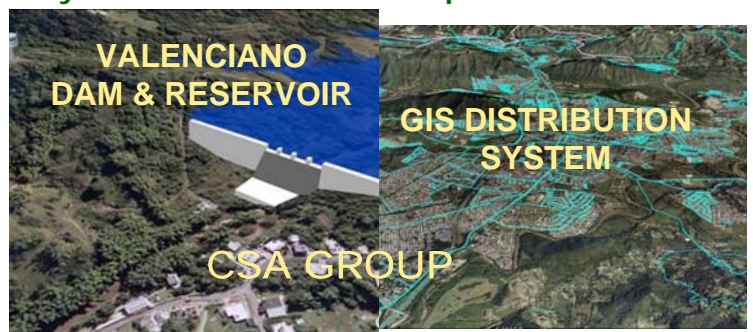 VALENCIANO
DAM & RESERVOIR
GIS DISTRIBUTION
SYSTEM
CSA GROUP